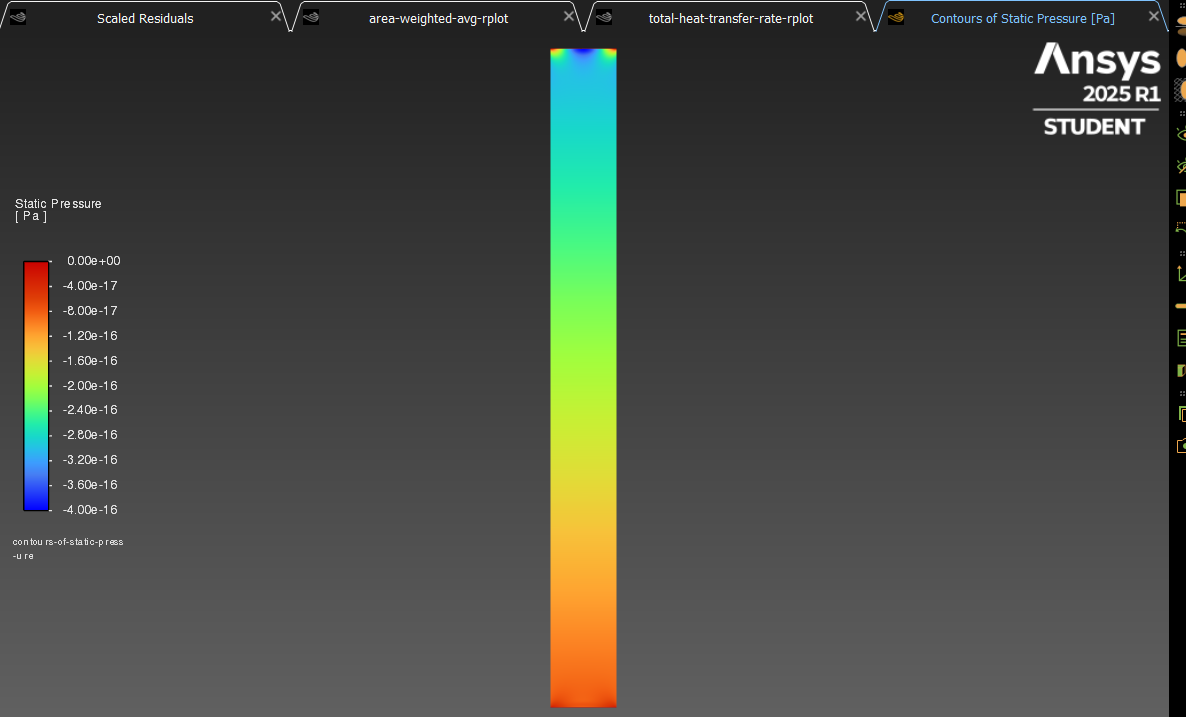 Scaled Residuals
area-weighted-avg-rplot
total-heat-transfer-rate-rplot
Contours of Static Pressure [Pa]
Ansys
2025 R1
STUDENT
Static Pressure
[ Pa ]
0.00e+00
-4.00e-17
-8.00e-17
-1.20e-16
-1.60e-16
-2.00e-16
-2.40e-16
-2.80e-16
-3.20e-16
-3.60e-16
-4.00e-16
contours-of-static-press
-ure